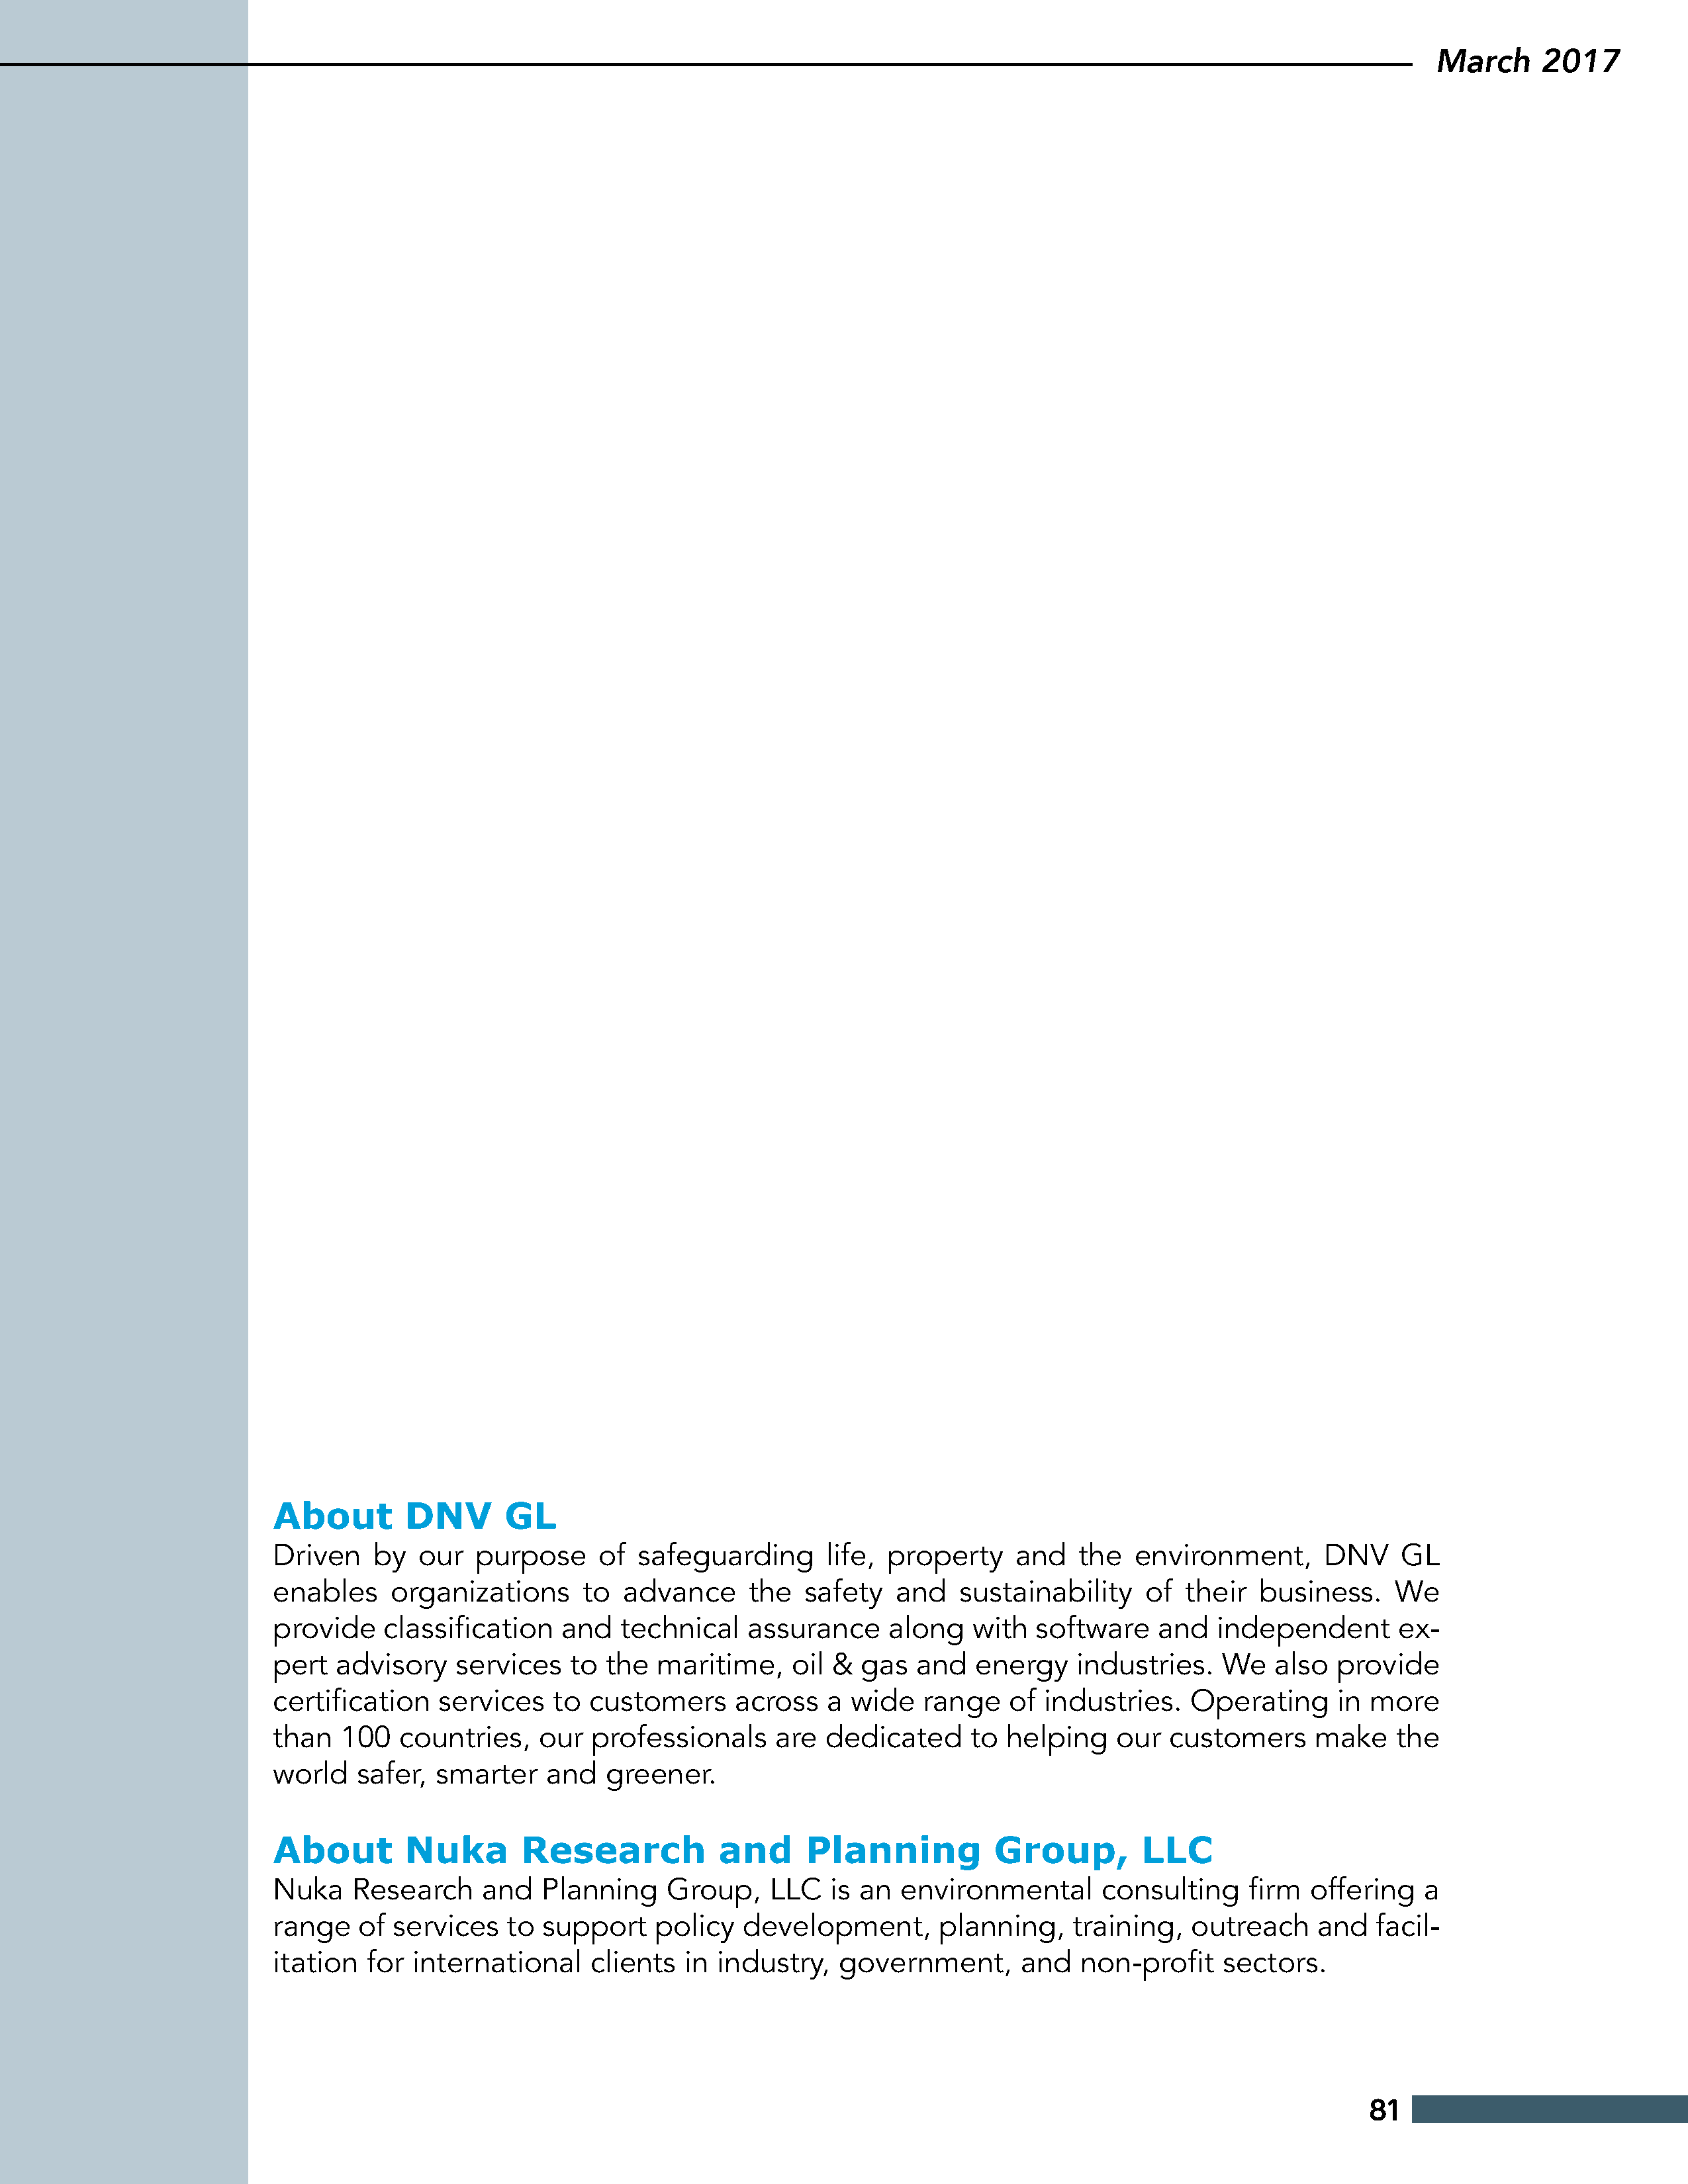 March 2017
About DNV GL
Driven by our purpose of safeguarding life, property and the environment, DNV GL
enables organizations to advance the safety and sustainability of their business. We
provide classification and technical assurance along with software and independent ex-
pert advisory services to the maritime, oil & gas and energy industries. We also provide
certification services to customers across a wide range of industries. Operating in more
than 100 countries, our professionals are dedicated to helping our customers make the
world safer, smarter and greener.
About Nuka Research and Planning Group, LLC
Nuka Research and Planning Group, LLC is an environmental consulting firm offering a
range of services to support policy development, planning, training, outreach and facil-
itation for international clients in industry, government, and non-profit sectors.
81